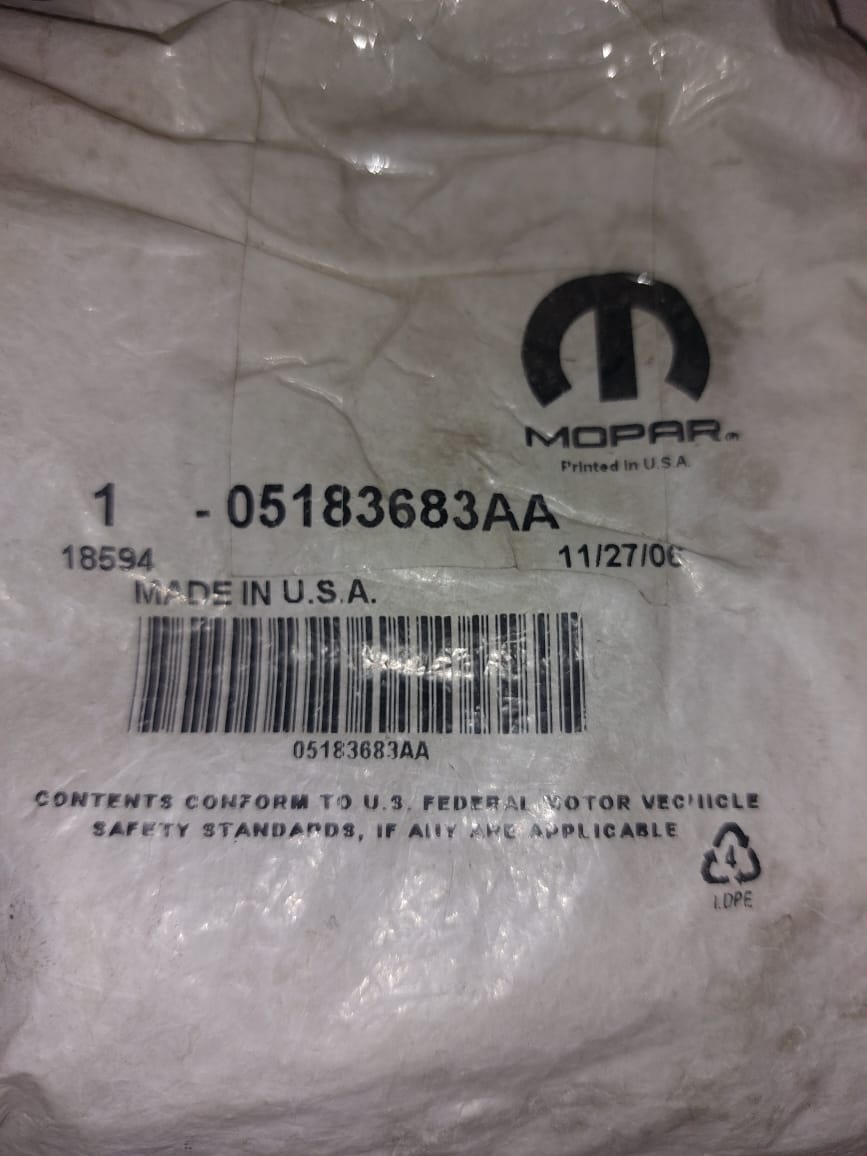 MOPAR
Printed in U.S.A.
1 - 05183683AA
18594 11/27/06
MADE IN U.S.A.
05183683AA
CONTENTS CONFORM TO U.S. FEDERAL MOTOR VECHICLE
SAFETY STANDARDS, IF ANY ARE APPLICABLE
4
LDPE